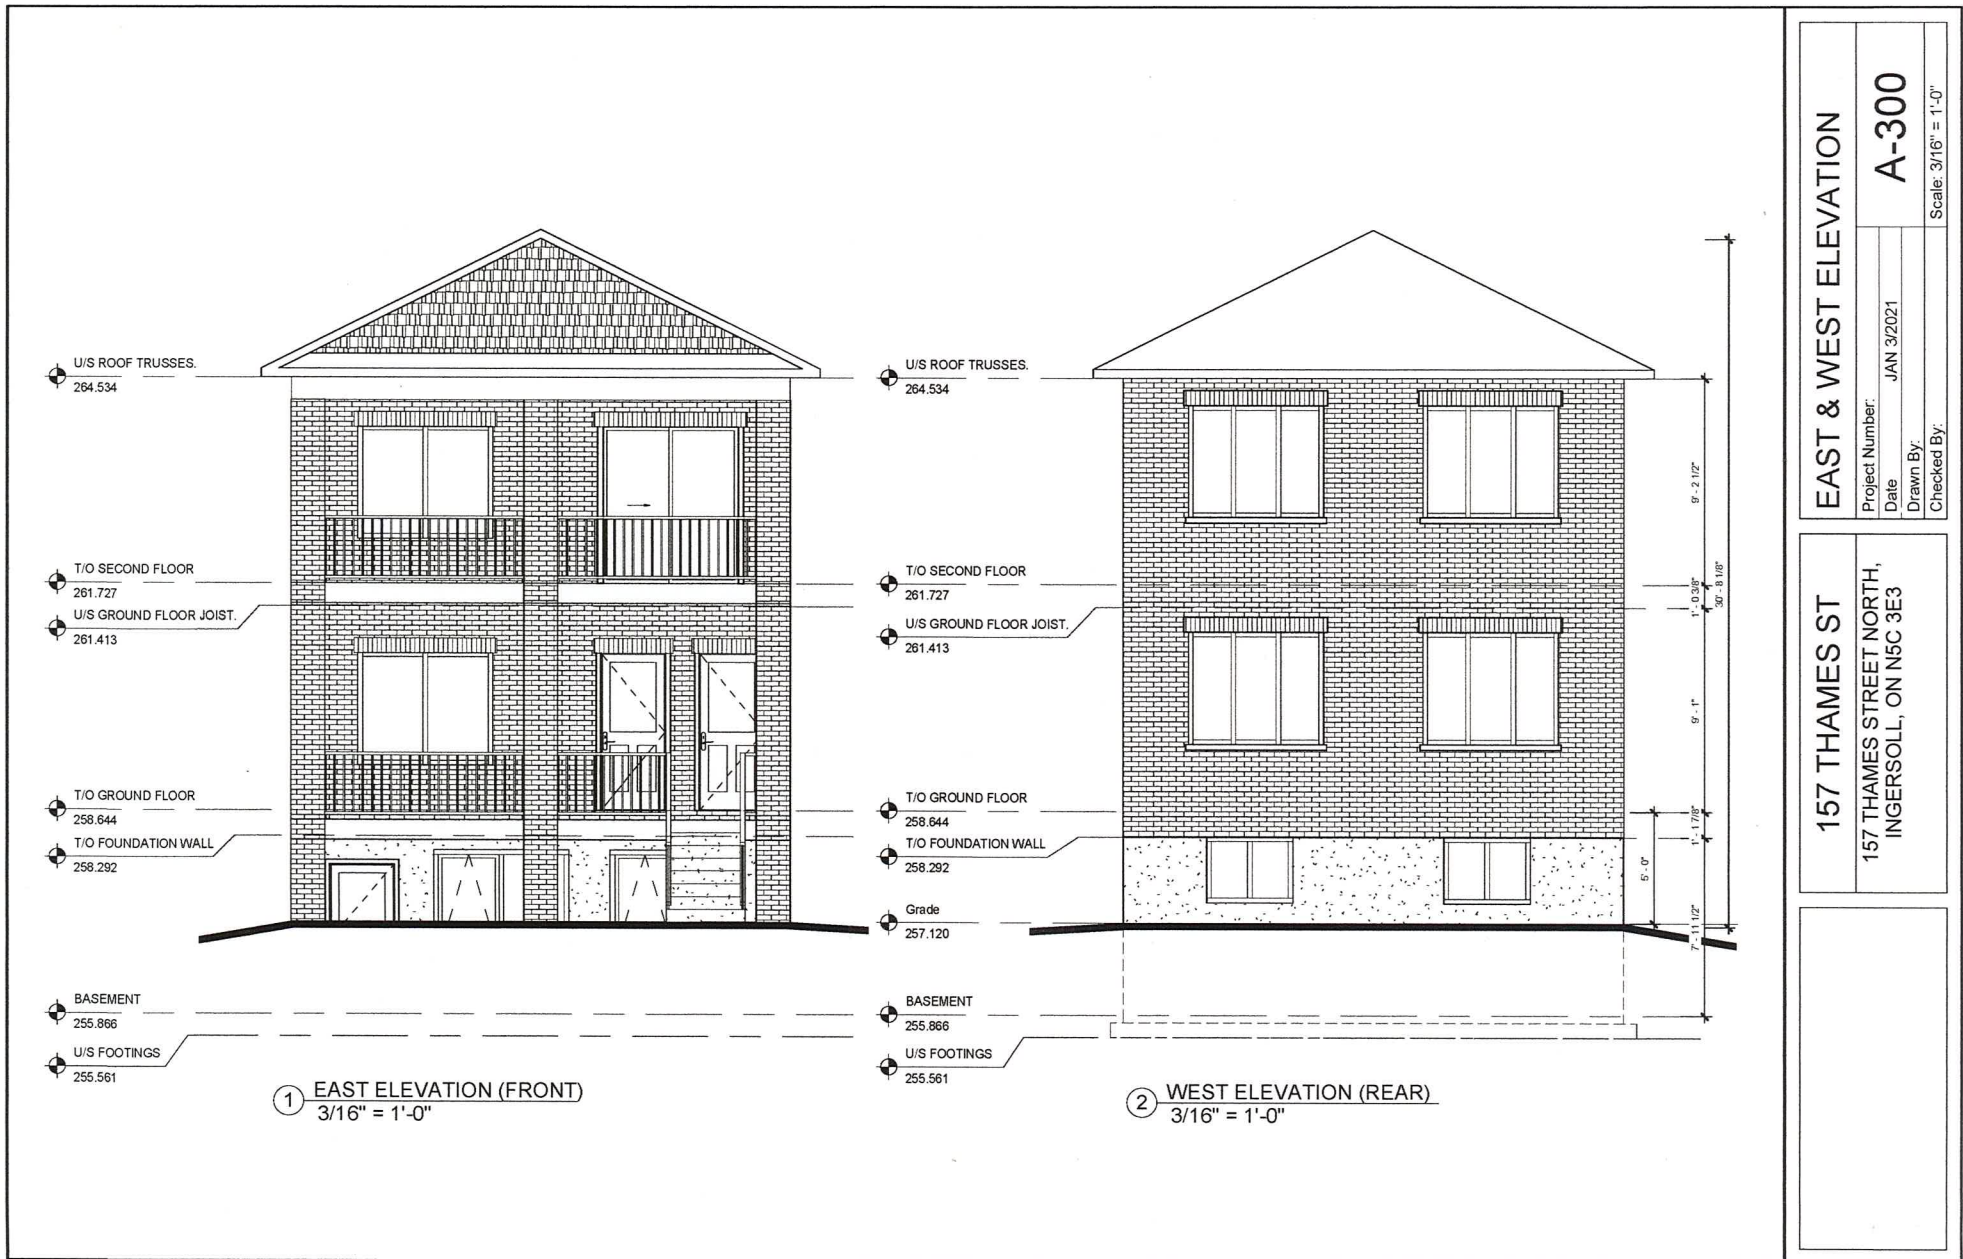 U/S ROOF TRUSSES.
264.534
T/O SECOND FLOOR
261.727
U/S GROUND FLOOR JOIST.
261.413
T/O GROUND FLOOR
258.644
T/O FOUNDATION WALL
258.292
BASEMENT
255.866
U/S FOOTINGS
255.561
1 EAST ELEVATION (FRONT)
3/16" = 1'-0"
U/S ROOF TRUSSES.
264.534
T/O SECOND FLOOR
261.727
U/S GROUND FLOOR JOIST.
261.413
T/O GROUND FLOOR
258.644
T/O FOUNDATION WALL
258.292
Grade
257.120
BASEMENT
255.866
U/S FOOTINGS
255.561
2 WEST ELEVATION (REAR)
3/16" = 1'-0"
9' - 2 1/2"
1' - 0 3/8"
30' - 8 1/8"
9' - 1"
1' - 1 7/8"
5' - 0"
7' - 11 1/2"
EAST & WEST ELEVATION
Project Number:
Date JAN 3/2021
Drawn By:
Checked By:
A-300
Scale: 3/16" = 1'-0"
157 THAMES ST
157 THAMES STREET NORTH,
INGERSOLL, ON N5C 3E3